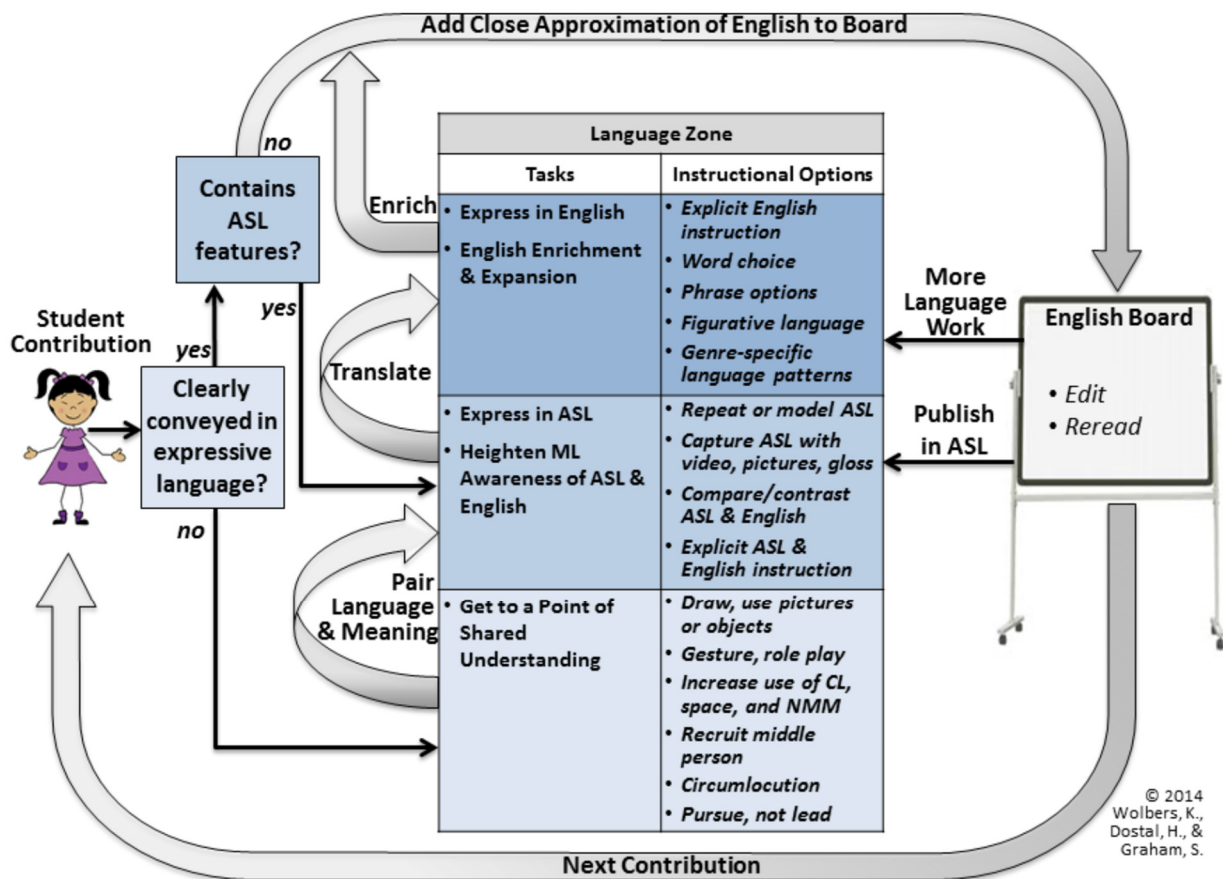 Add Close Approximation of English to Board
no
Contains
ASL
features?
yes
yes
Student
Contribution
Clearly
conveyed in
expressive
language?
no
Enrich
Translate
Pair
Language
& Meaning
Language Zone
Tasks
Instructional Options
• Express in English
• English Enrichment
& Expansion
• Explicit English
instruction
• Word choice
• Phrase options
• Figurative language
• Genre-specific
language patterns
• Express in ASL
• Heighten ML
Awareness of ASL &
English
• Repeat or model ASL
• Capture ASL with
video, pictures, gloss
• Compare/contrast
ASL & English
• Explicit ASL &
English instruction
• Get to a Point of
Shared
Understanding
• Draw, use pictures
or objects
• Gesture, role play
• Increase use of CL,
space, and NMM
• Recruit middle
person
• Circumlocution
• Pursue, not lead
More
Language
Work
Publish
in ASL
English Board
• Edit
• Reread
Next Contribution
© 2014
Wolbers, K.,
Dostal, H., &
Graham, S.